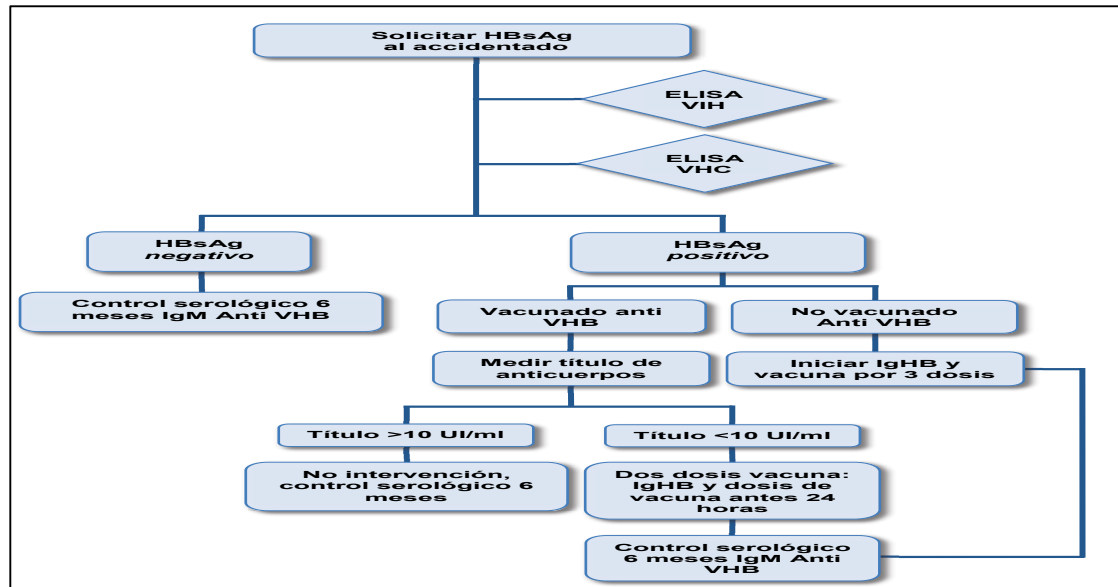 Solicitar HBsAg
al accidentado
ELISA
VIH
ELISA
VHC
HBsAg
negativo
HBsAg
positivo
Control serológico 6
meses IgM Anti VHB
Vacunado anti
VHB
No vacunado
Anti VHB
Medir título de
anticuerpos
Iniciar IgHB y
vacuna por 3 dosis
Título >10 UI/ml
Título <10 UI/ml
No intervención,
control serológico 6
meses
Dos dosis vacuna:
IgHB y dosis de
vacuna antes 24
horas
Control serológico
6 meses IgM Anti
VHB